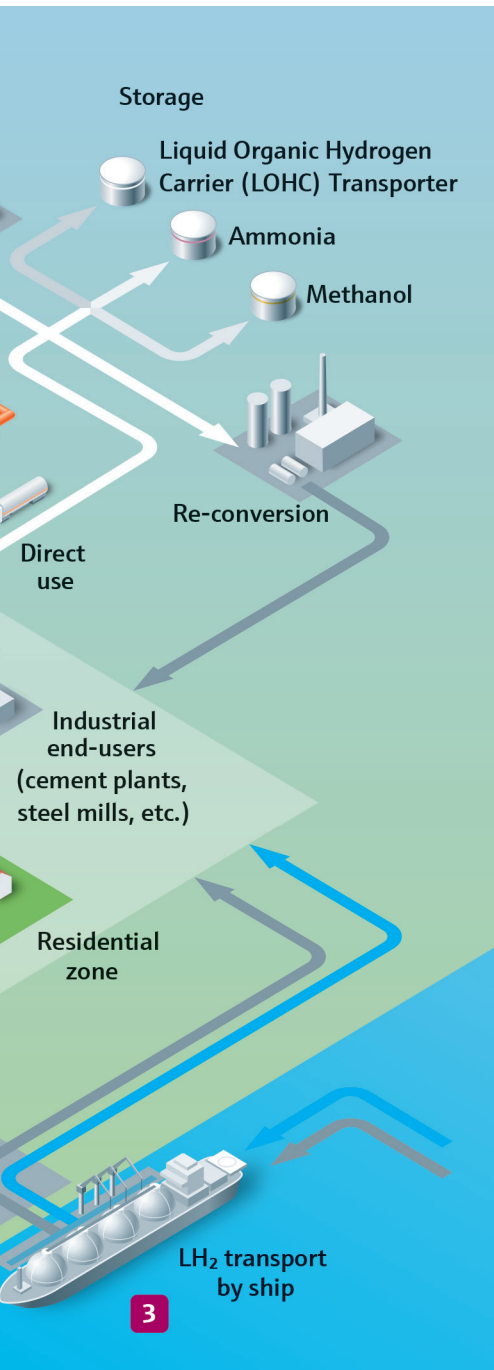 Storage
Liquid Organic Hydrogen
Carrier (LOHC) Transporter
Ammonia
Methanol
Re-conversion
Direct
use
Industrial
end-users
(cement plants,
steel mills, etc.)
Residential
zone
LH₂ transport
by ship
3